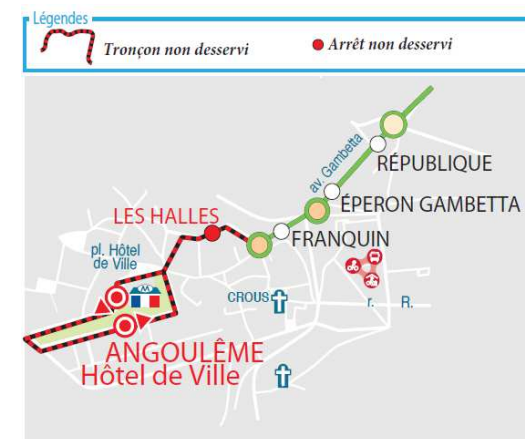 Légendes
Tronçon non desservi
Arrêt non desservi
av. Gambetta
RÉPUBLIQUE
ÉPERON GAMBETTA
LES HALLES
FRANQUIN
pl. Hôtel
de Ville
M
CROUS
r. R.
ANGOULÊME
Hôtel de Ville